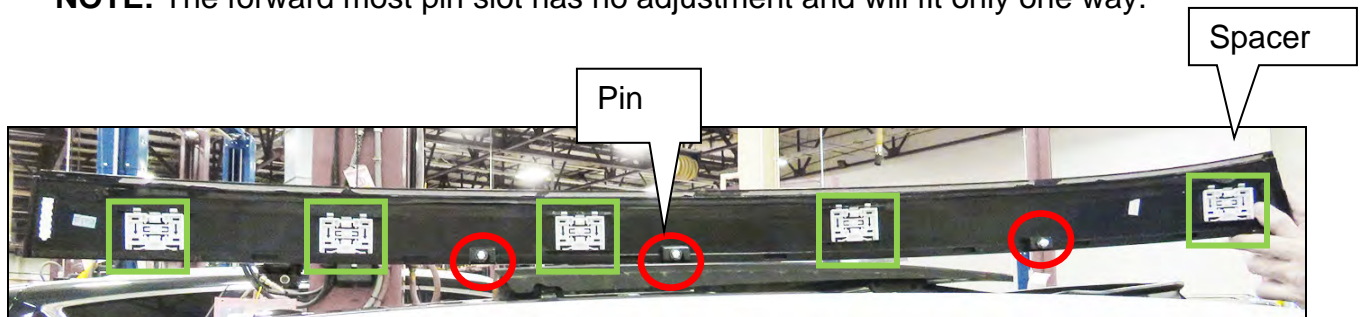 NOTE: The forward most pin slot has no adjustment and will fit only one way.
Spacer
Pin